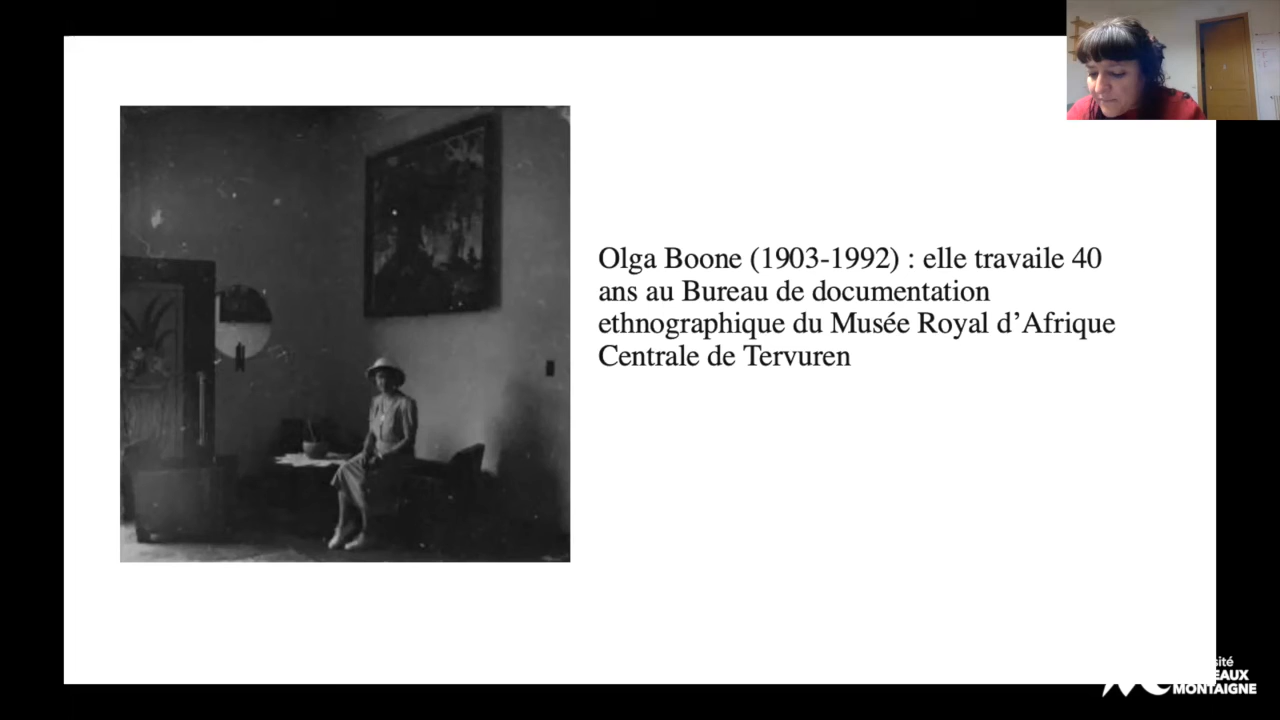 Olga Boone (1903-1992) : elle travaile 40
ans au Bureau de documentation
ethnographique du Musée Royal d’Afrique
Centrale de Tervuren
MONTAIGNE